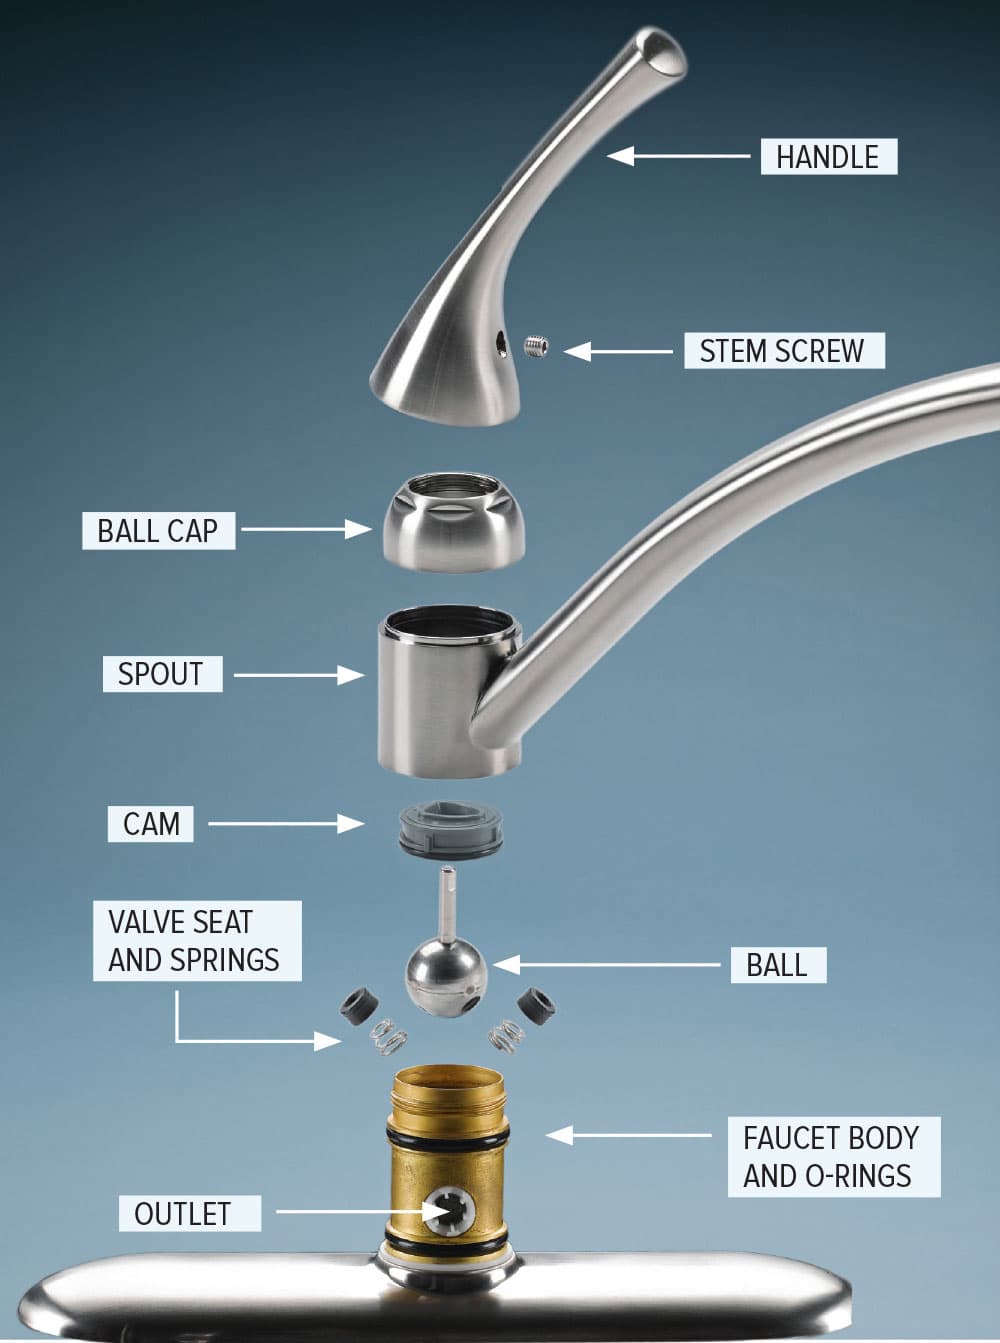 HANDLE
STEM SCREW
BALL CAP
SPOUT
CAM
VALVE SEAT
AND SPRINGS
BALL
FAUCET BODY
AND O-RINGS
OUTLET